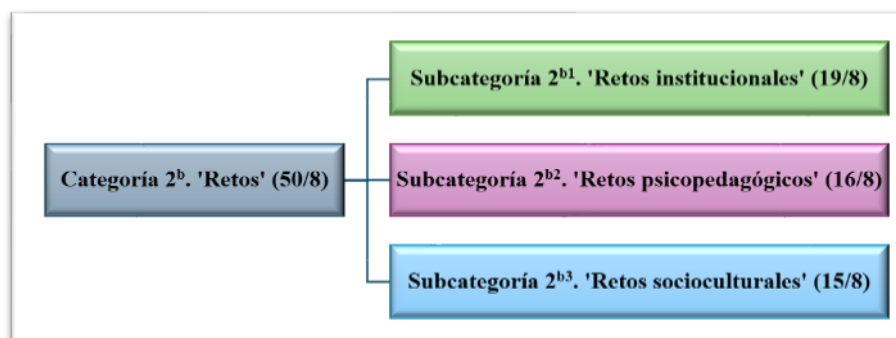 Subcategoría 2ᵇ¹. 'Retos institucionales' (19/8)
Categoría 2ᵇ. 'Retos' (50/8)
Subcategoría 2ᵇ². 'Retos psicopedagógicos' (16/8)
Subcategoría 2ᵇ³. 'Retos socioculturales' (15/8)